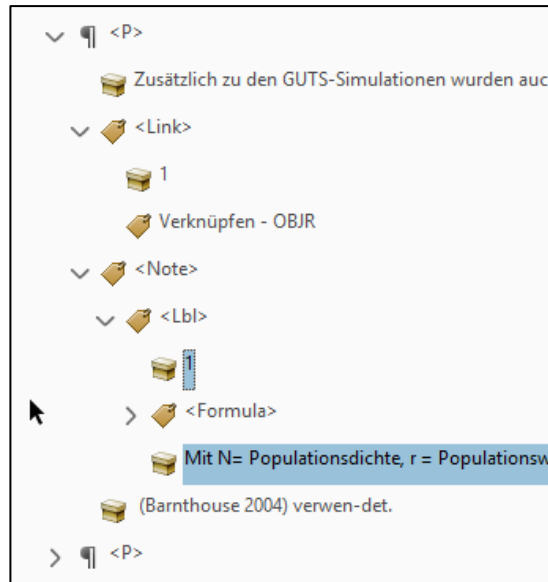 <P>
Zusätzlich zu den GUTS-Simulationen wurden auc
<Link>
1
Verknüpfen - OBJR
<Note>
<Lbl>
1
<Formula>
Mit N= Populationsdichte, r = Populationsw
(Barnthouse 2004) verwen-det.
<P>